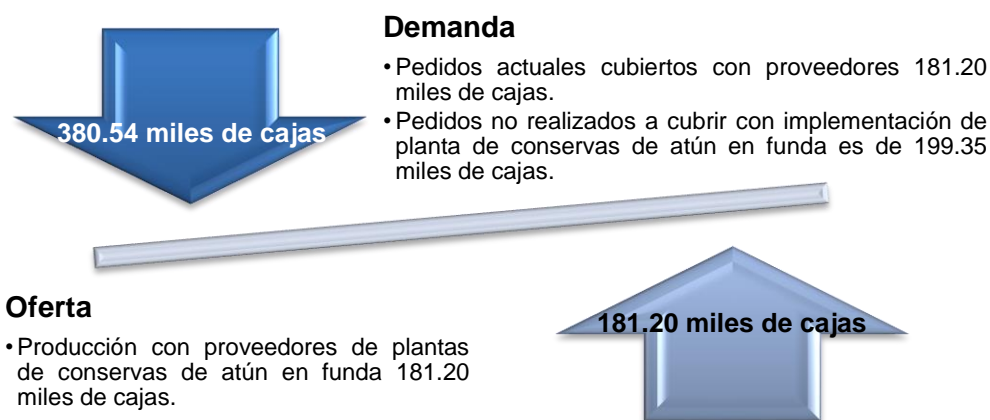 Demanda
• Pedidos actuales cubiertos con proveedores 181.20
miles de cajas.
• Pedidos no realizados a cubrir con implementación de
planta de conservas de atún en funda es de 199.35
miles de cajas.
380.54 miles de cajas
Oferta
• Producción con proveedores de plantas
de conservas de atún en funda 181.20
miles de cajas.
181.20 miles de cajas